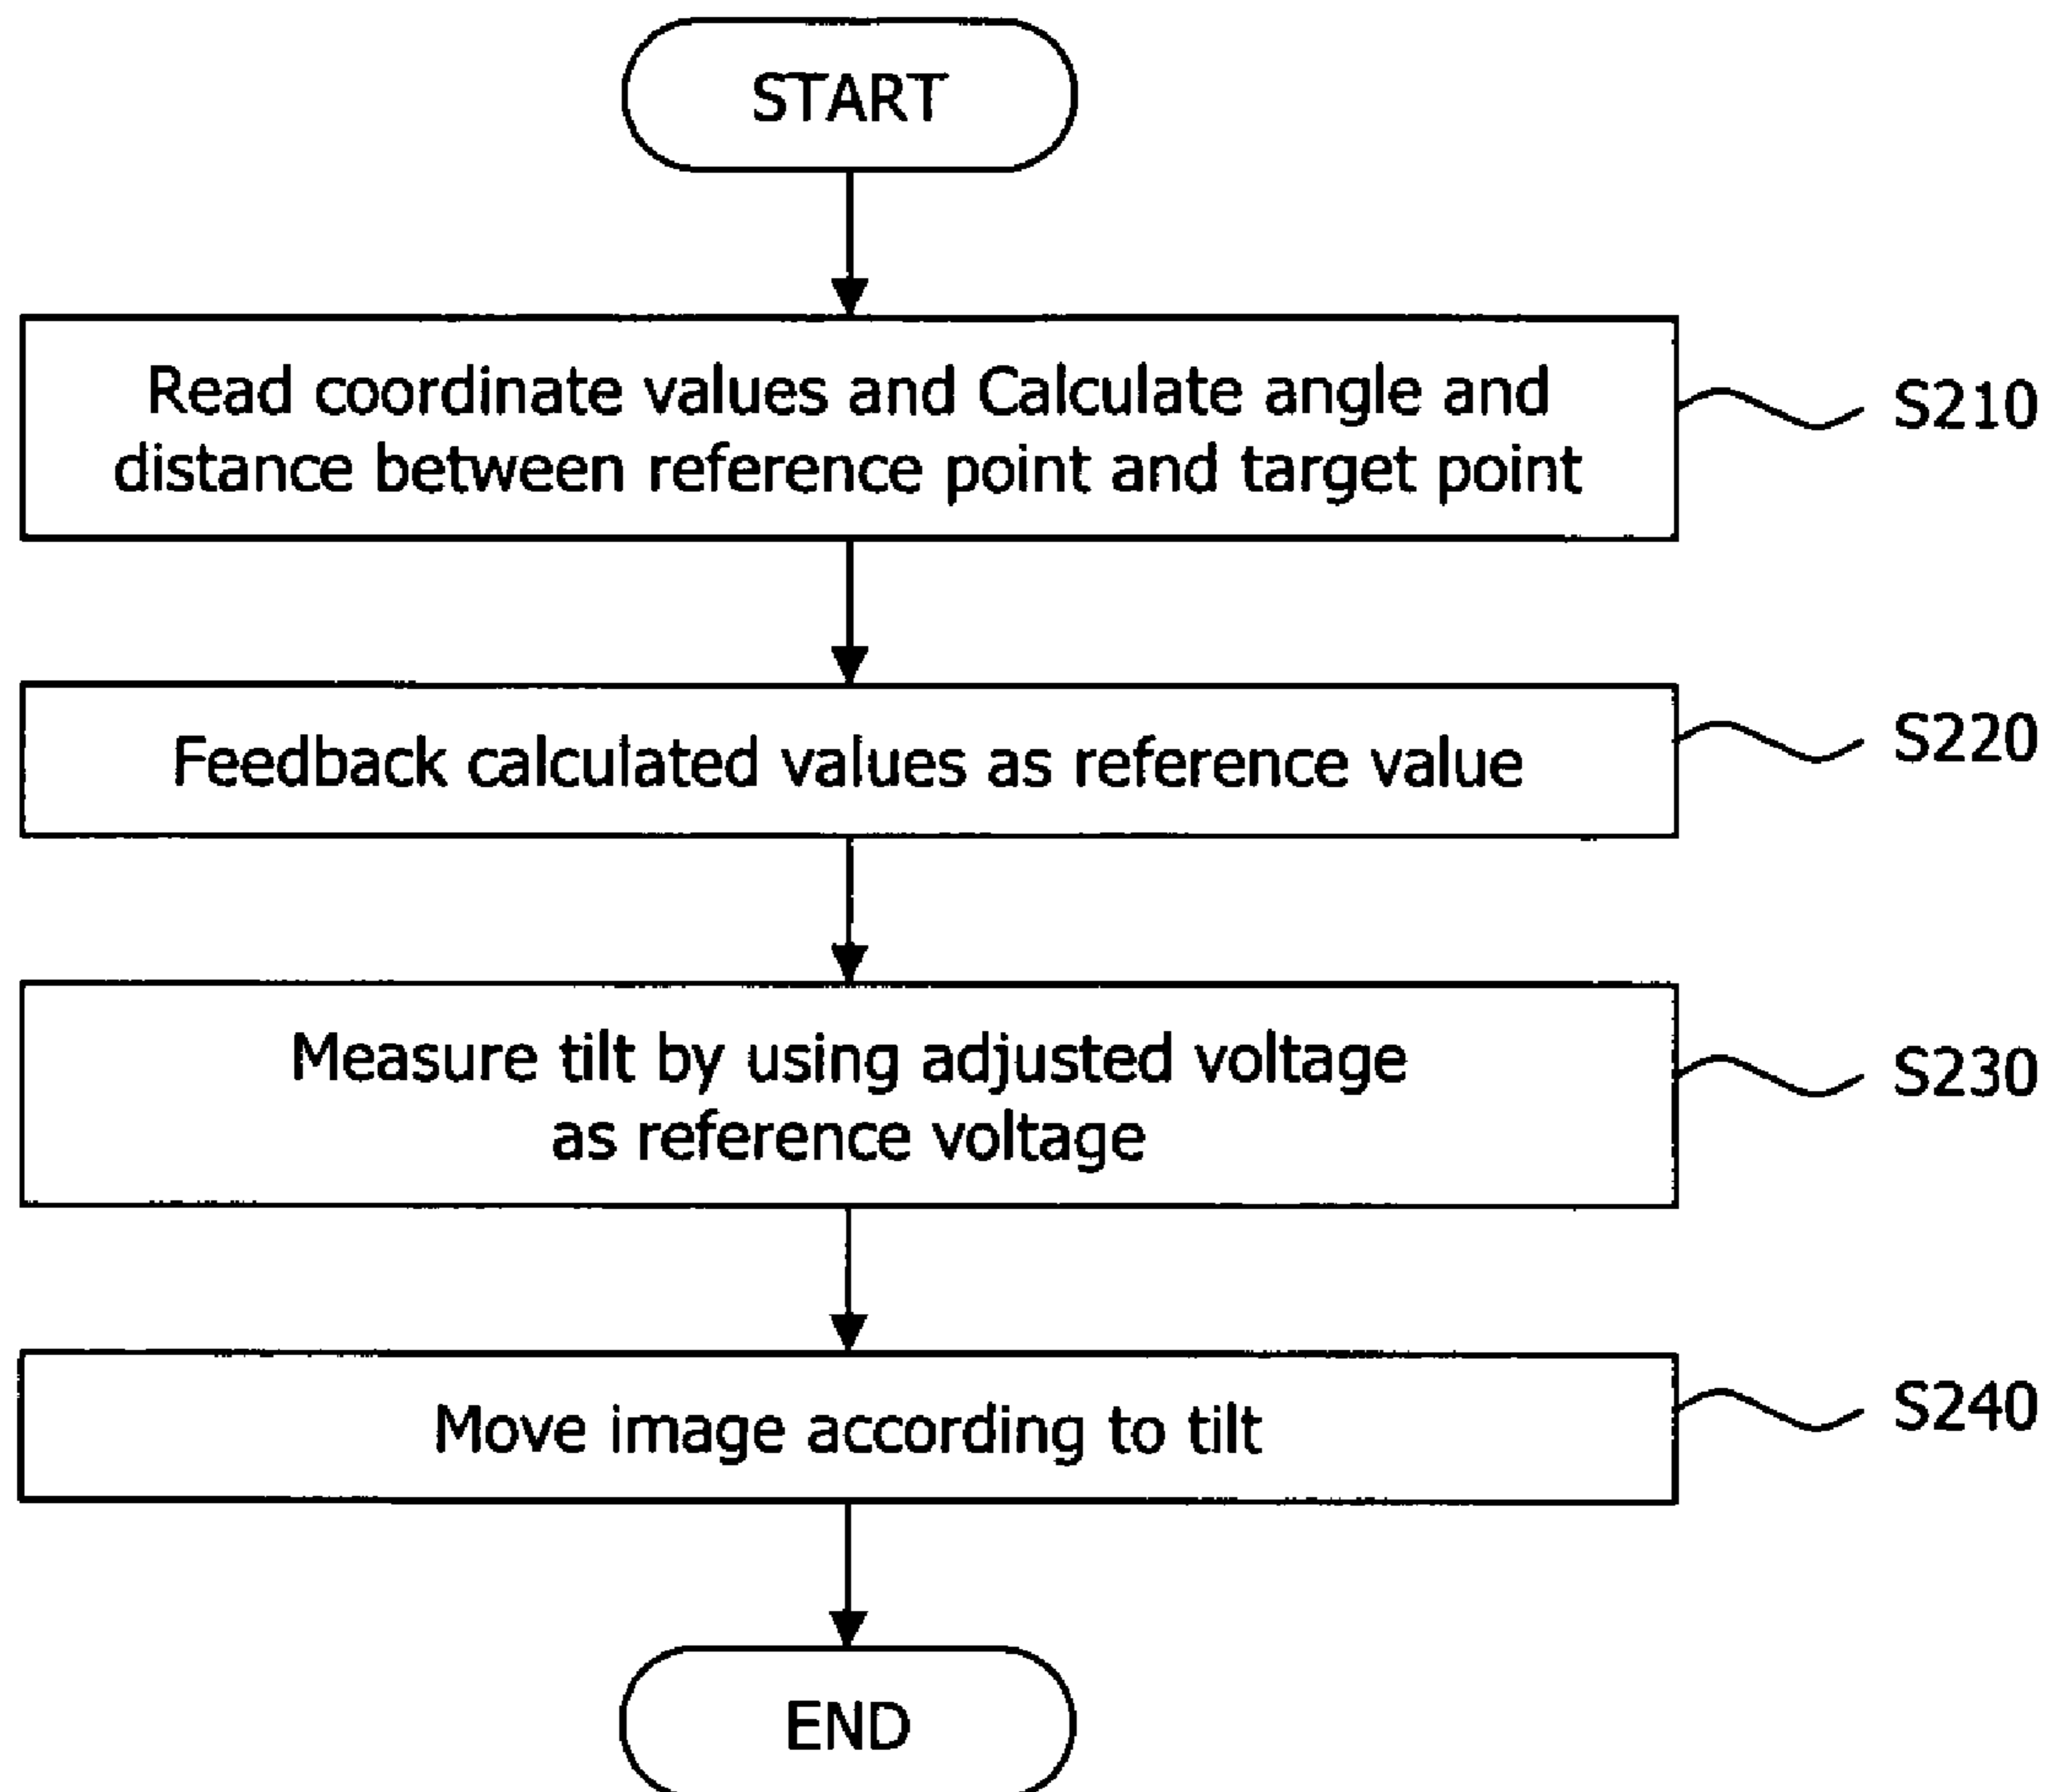 START
Read coordinate values and Calculate angle and
distance between reference point and target point
S210
Feedback calculated values as reference value
S220
Measure tilt by using adjusted voltage
as reference voltage
S230
Move image according to tilt
S240
END